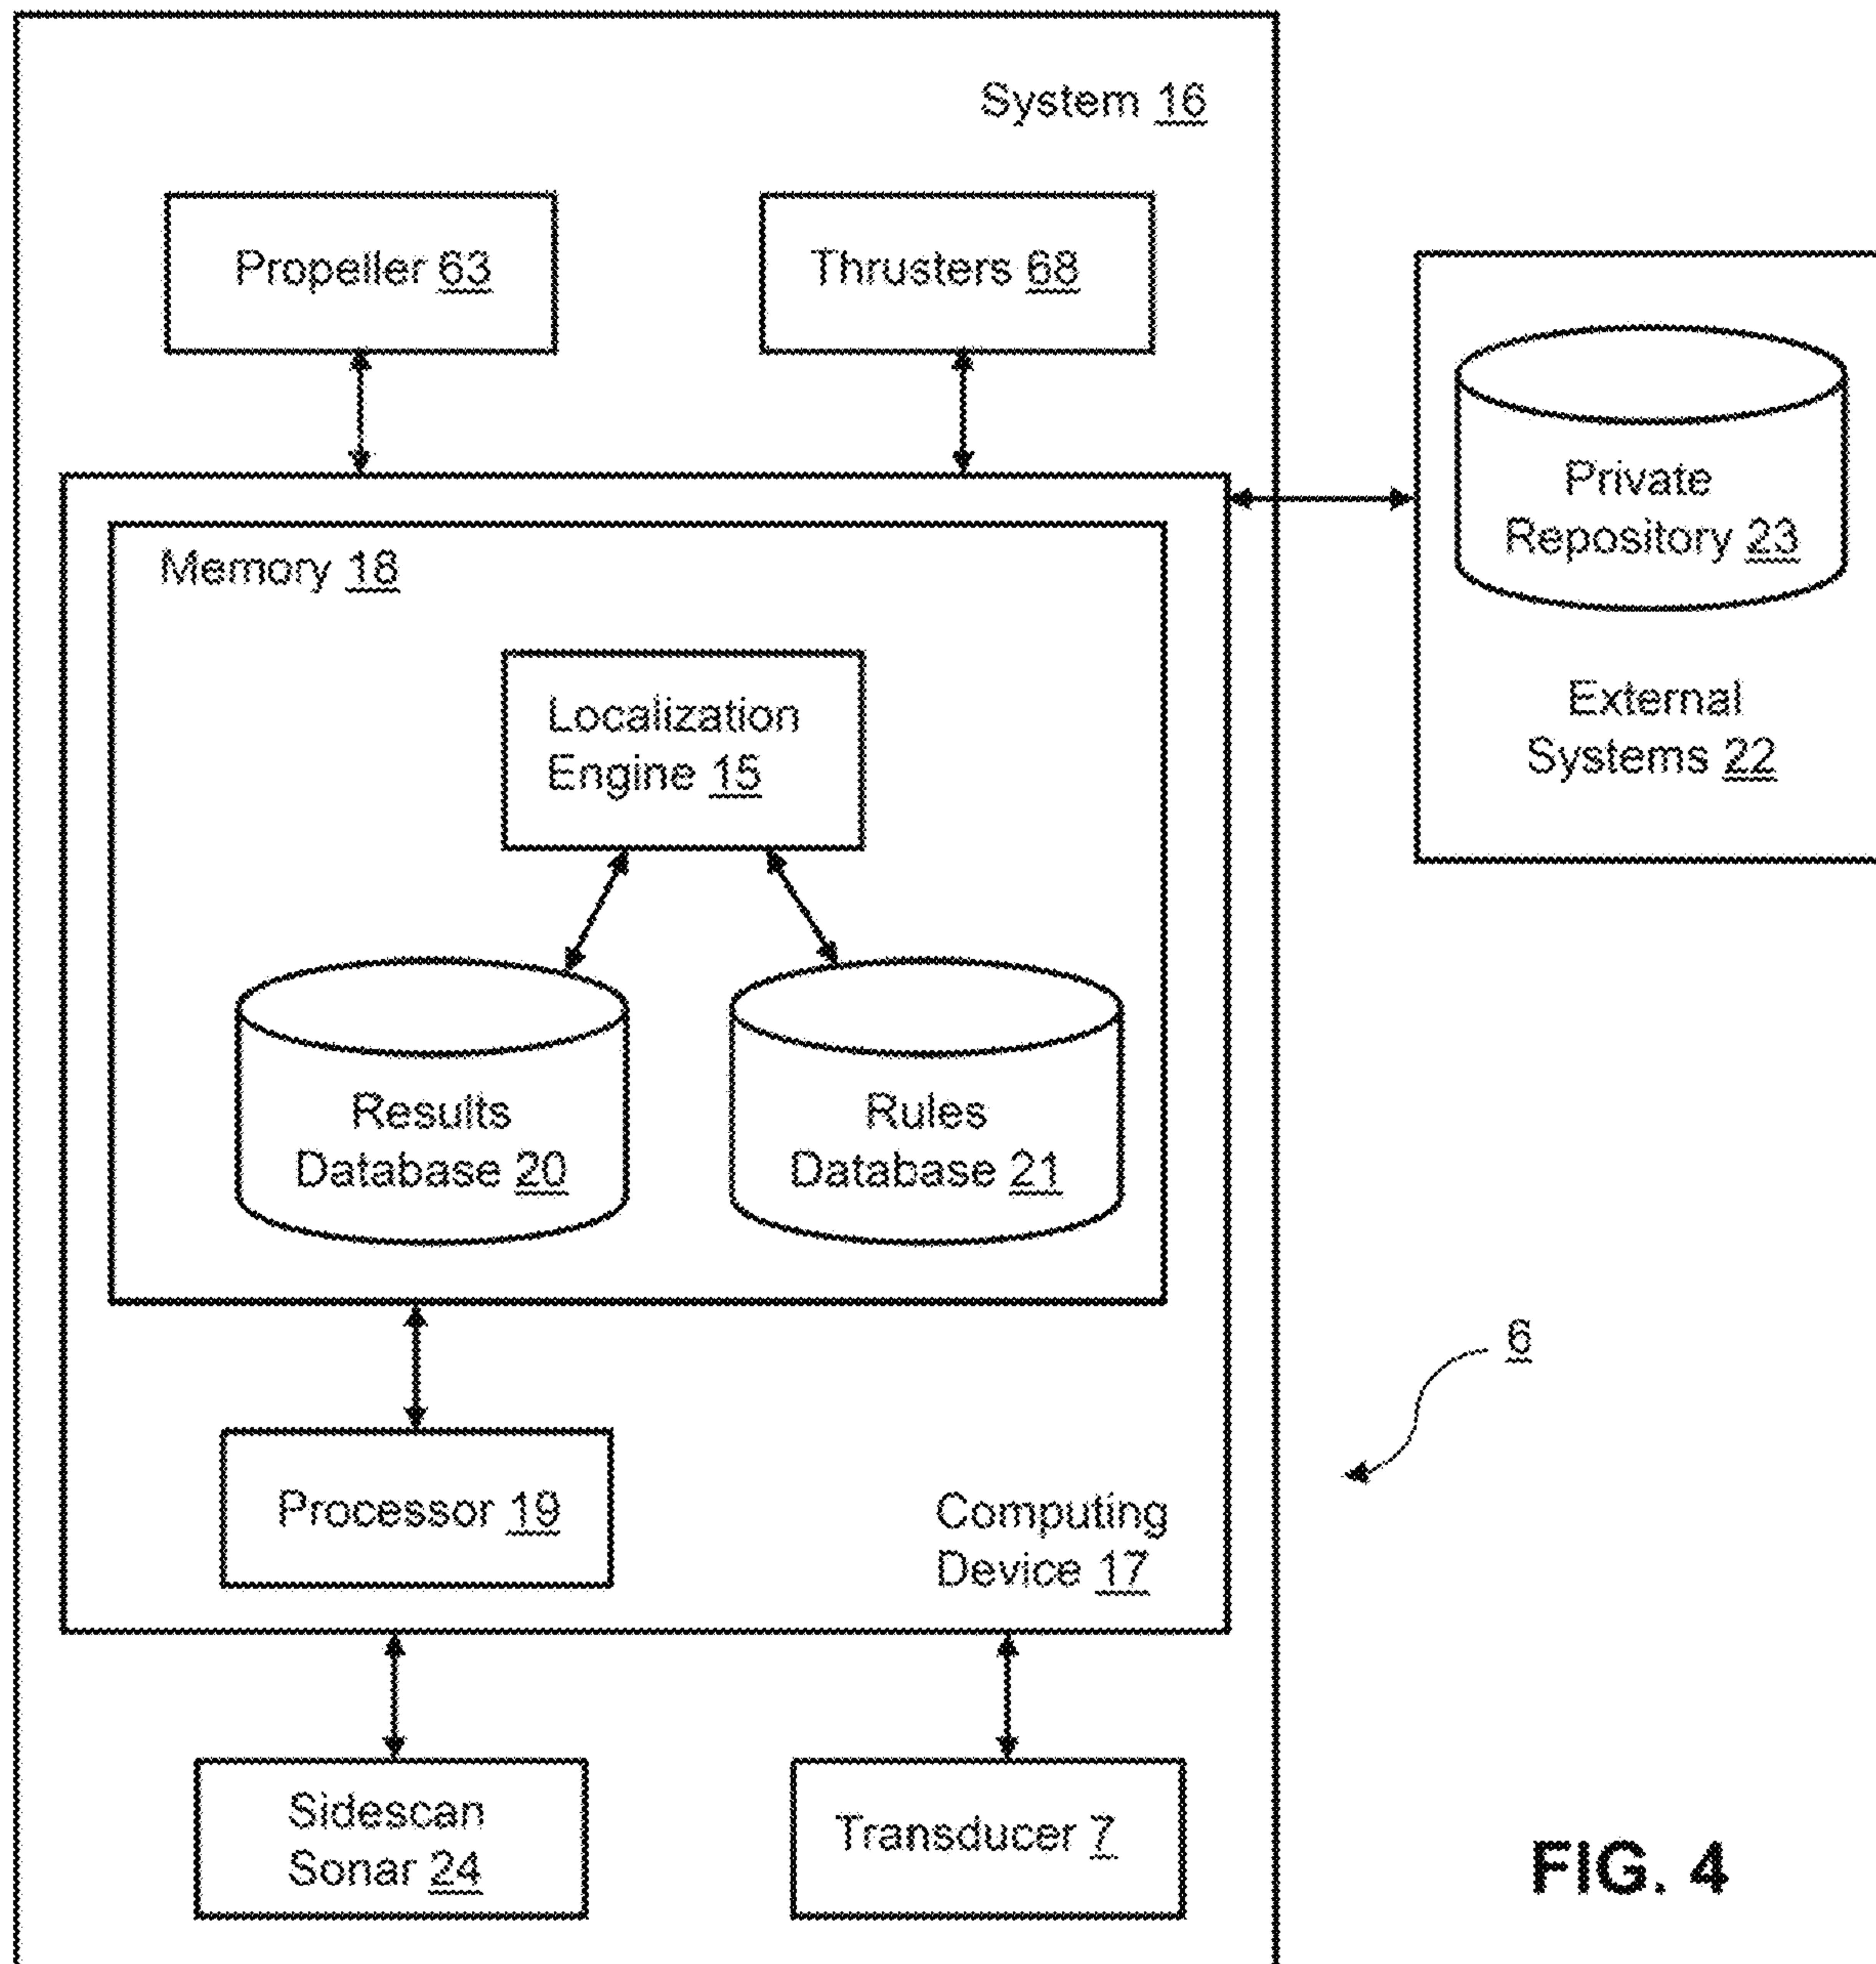 System 16
Propeller 63
Thrusters 68
Private
Repository 23
External
Systems 22
Memory 18
Localization
Engine 15
Results
Database 20
Rules
Database 21
6
Processor 19
Computing
Device 17
Sidescan
Sonar 24
Transducer 7
FIG. 4